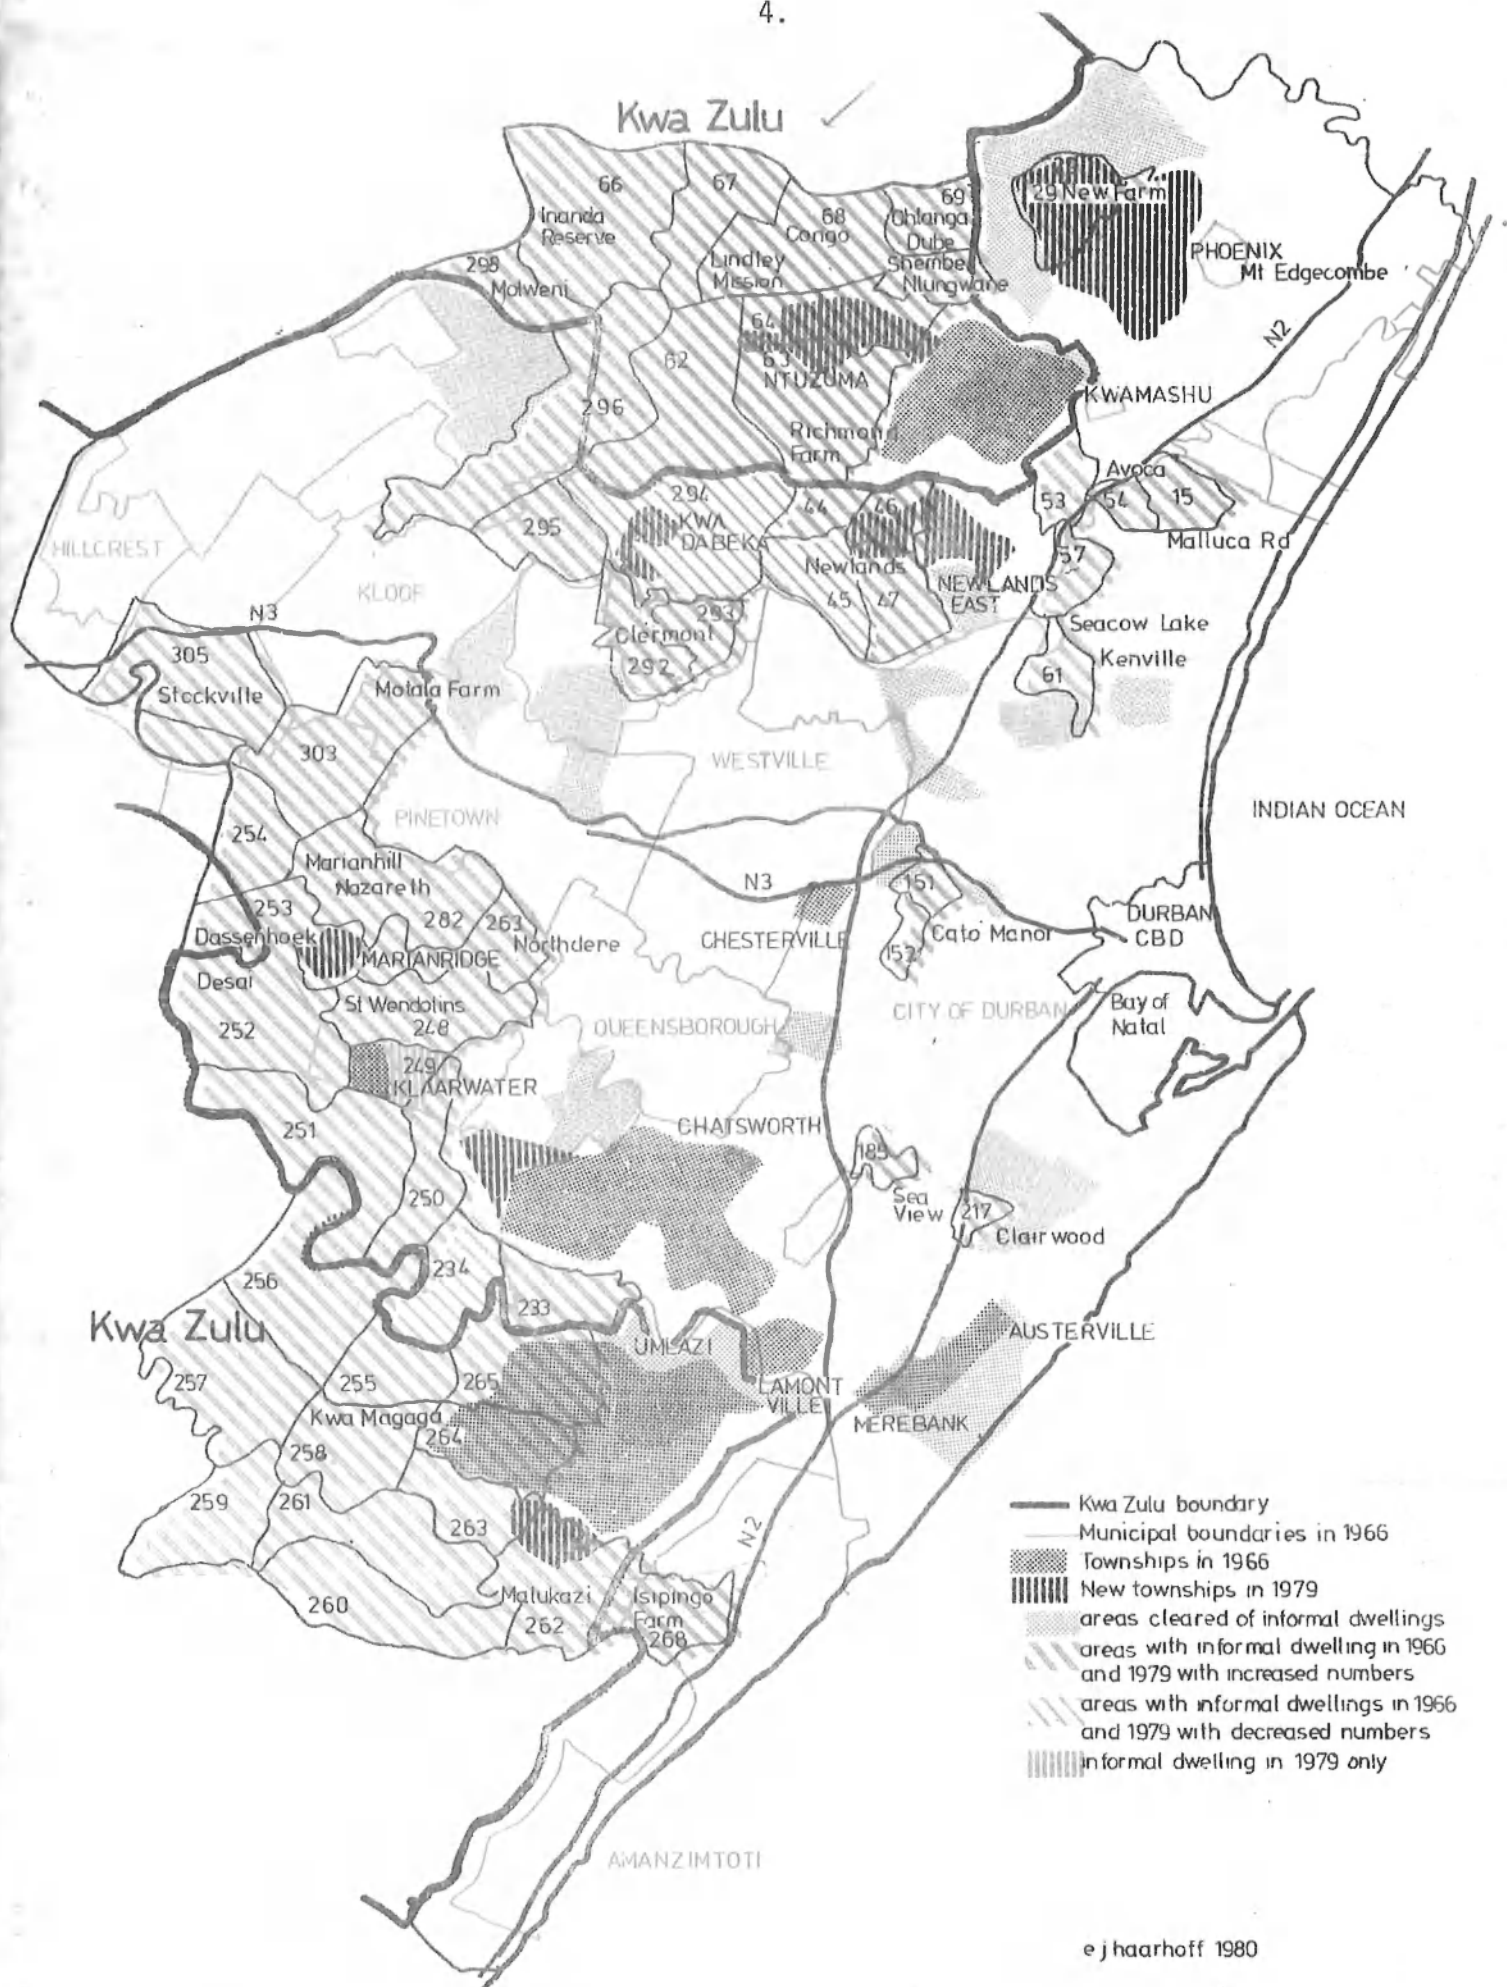 4.
Kwa Zulu
66
67
69
29 New Farm
Inanda
Reserve
68
Congo
Ohlanga
Dube
PHOENIX
Mt Edgecombe
298
Molweni
Lindley
Mission
Shembe
Nlungwane
N2
64
63
NTUZUMA
62
296
KWAMASHU
Richmond
Farm
Avoca
294
44
46
53
54
15
295
KWA
DABEKA
Malluca Rd
HILLCREST
KLOOF
Newlands
57
NEWLANDS
EAST
45
47
N3
293
Clermont
292
Seacow Lake
Kenville
61
305
Stockville
Motala Farm
303
WESTVILLE
INDIAN OCEAN
PINETOWN
254
Marianhill
Nazareth
N3
151
253
282
263
Dassenhoek
Northdere
CHESTERVILLE
Cato Manor
DURBAN
CBD
MARIANRIDGE
152
Desai
St Wendolins
248
252
QUEENSBOROUGH
CITY OF DURBAN
Bay of
Natal
249
KLAARWATER
251
CHATSWORTH
185
250
Sea
View
217
Clairwood
234
256
233
Kwa Zulu
UMLAZI
AUSTERVILLE
257
255
265
LAMONT
VILLE
Kwa Magaga
264
MEREBANK
258
259
261
263
N2
Malukazi
Isipingo
Farm
260
262
268
Kwa Zulu boundary
Municipal boundaries in 1966
Townships in 1966
New townships in 1979
areas cleared of informal dwellings
areas with informal dwelling in 1966
and 1979 with increased numbers
areas with informal dwellings in 1966
and 1979 with decreased numbers
informal dwelling in 1979 only
AMANZIMTOTI
e j haarhoff 1980